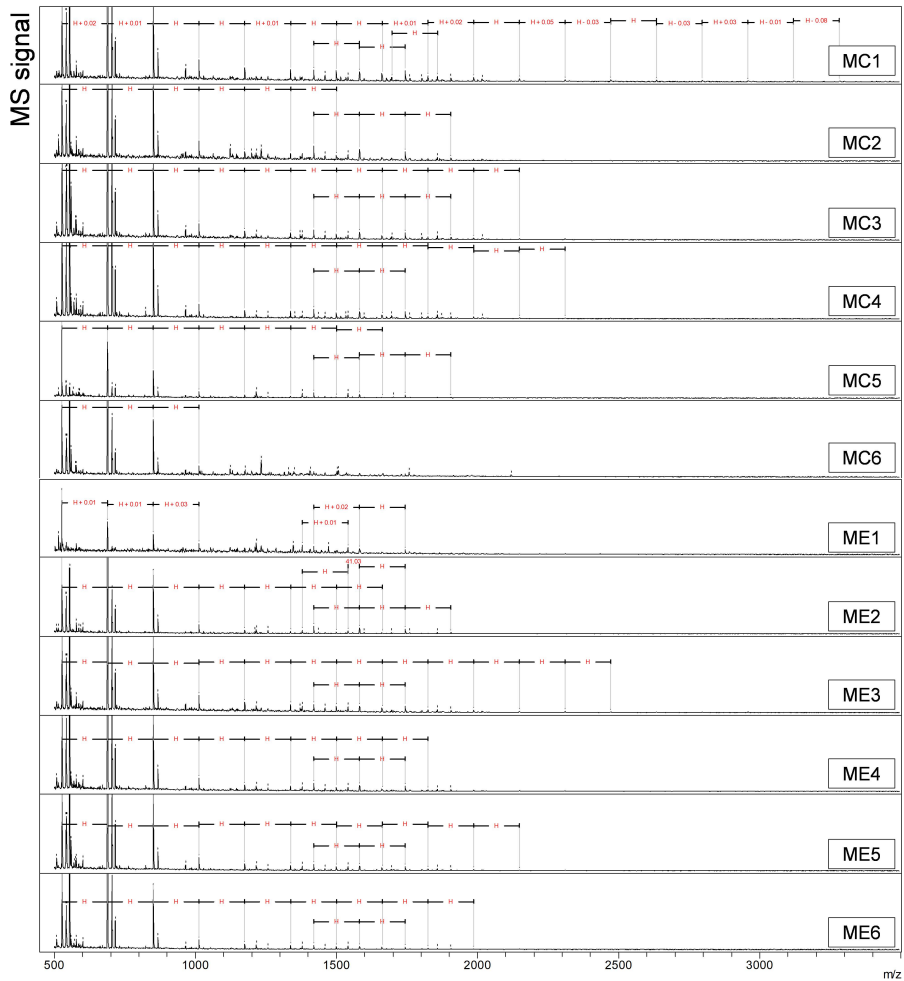 MS signal
H + 0.02 H + 0.01 H H H + 0.01 H H H + 0.01 H + 0.02 H H + 0.05 H - 0.03 H H - 0.03 H + 0.03 H - 0.01 H - 0.08
H
H H
MC1
H H H H H H
H H H
MC2
H H H H H H H H H H
H H H
MC3
H H H H H H H H H H H
H H
MC4
H H H H H H H
H H H
MC5
H H H
MC6
H + 0.01 H + 0.01 H + 0.03 H + 0.02 H
H + 0.01
ME1
41.03
H H
H H H H H H H
H H H
ME2
H H H H H H H H H H H H
H H
ME3
H H H H H H H H
H H
ME4
H H H H H H H H H H
H H
ME5
H H H H H H H H H
H H
ME6
500 1000 1500 2000 2500 3000 m/z